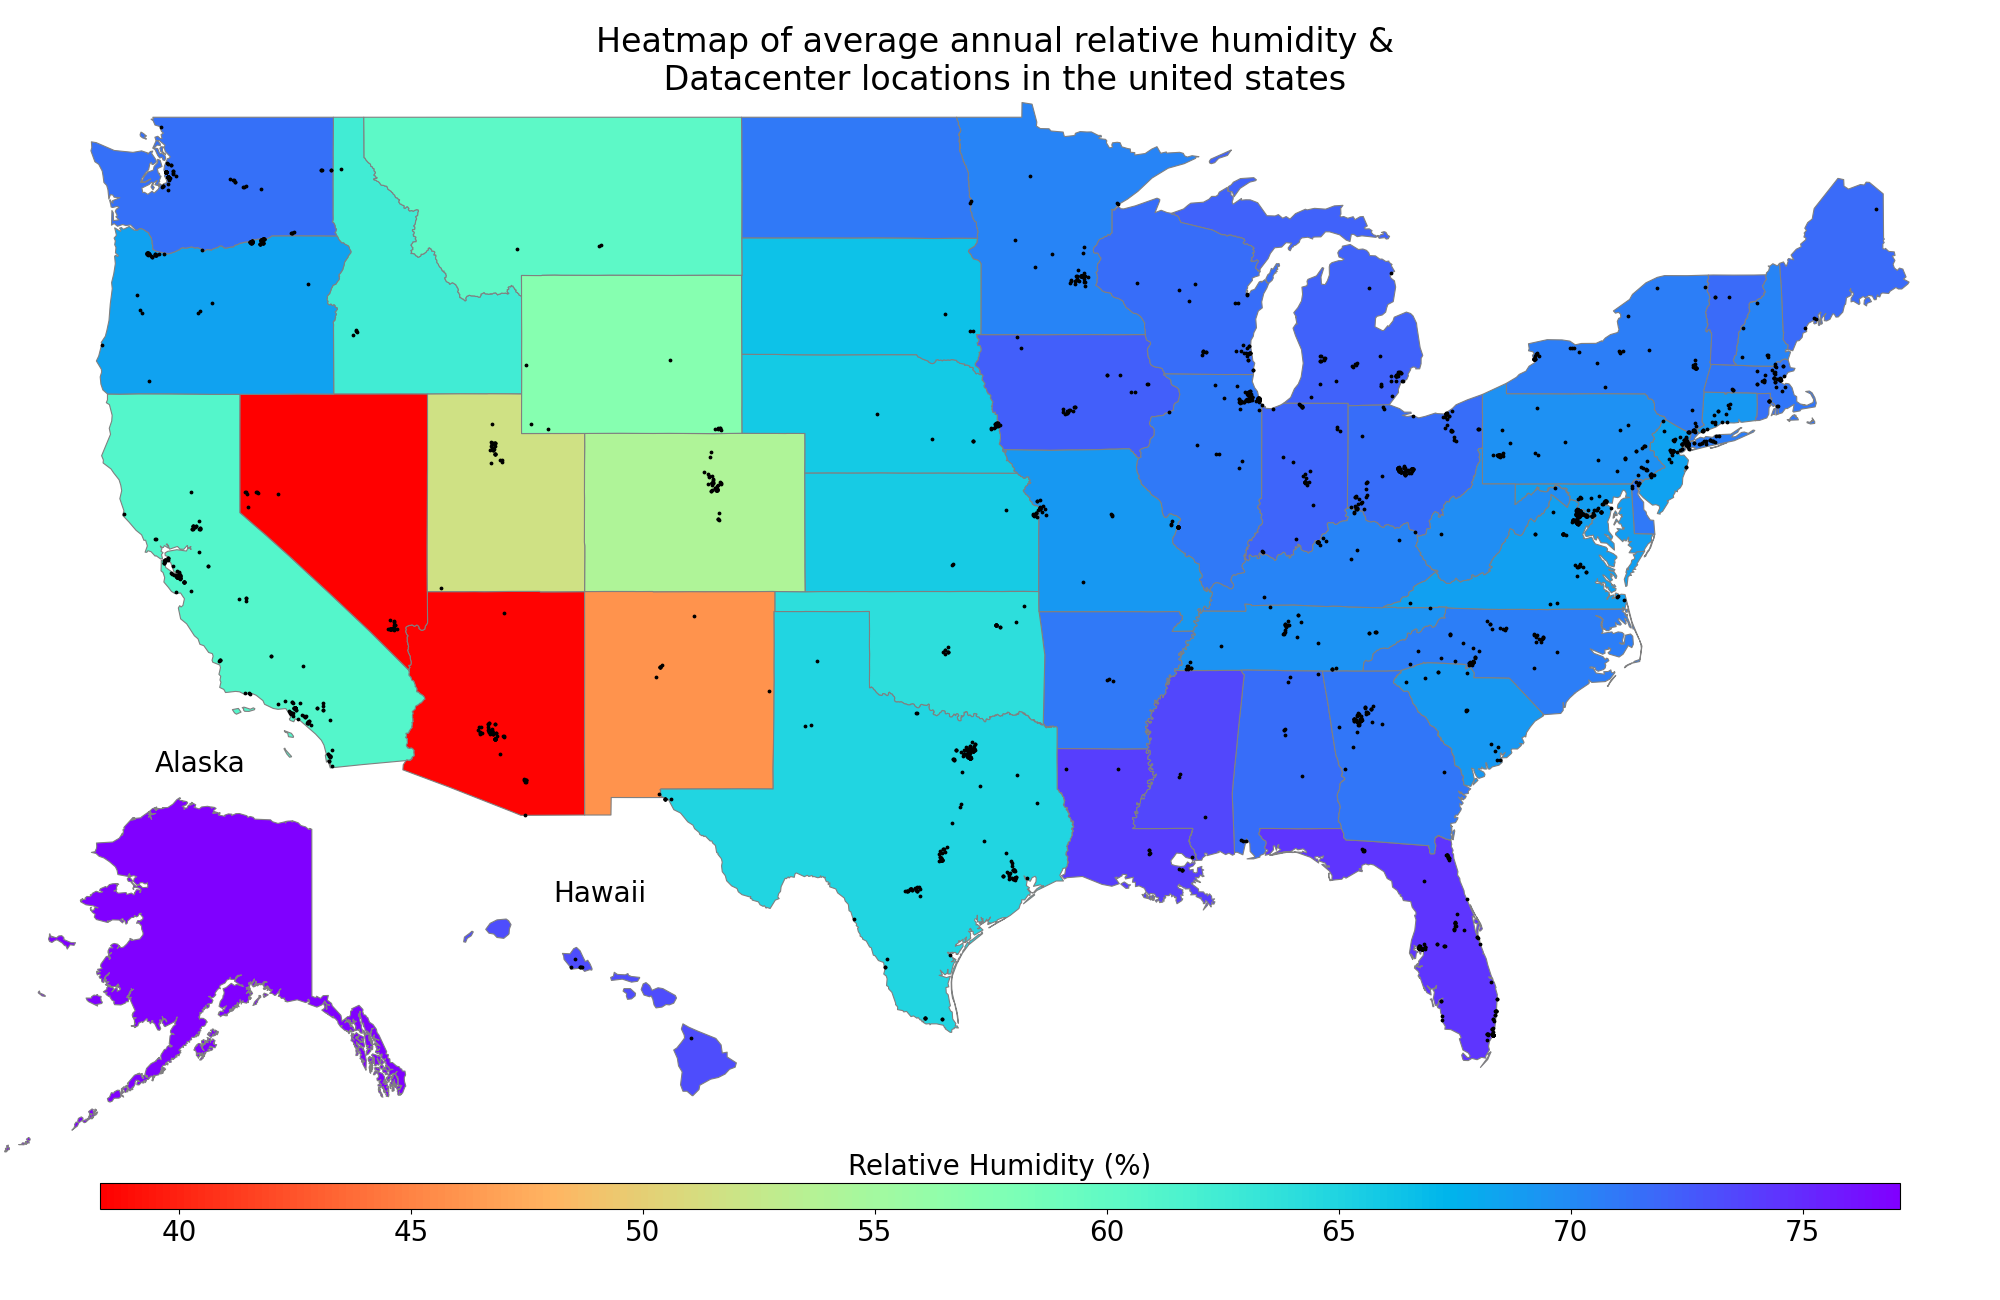 Heatmap of average annual relative humidity &
Datacenter locations in the united states
Alaska
Hawaii
Relative Humidity (%)
40 45 50 55 60 65 70 75